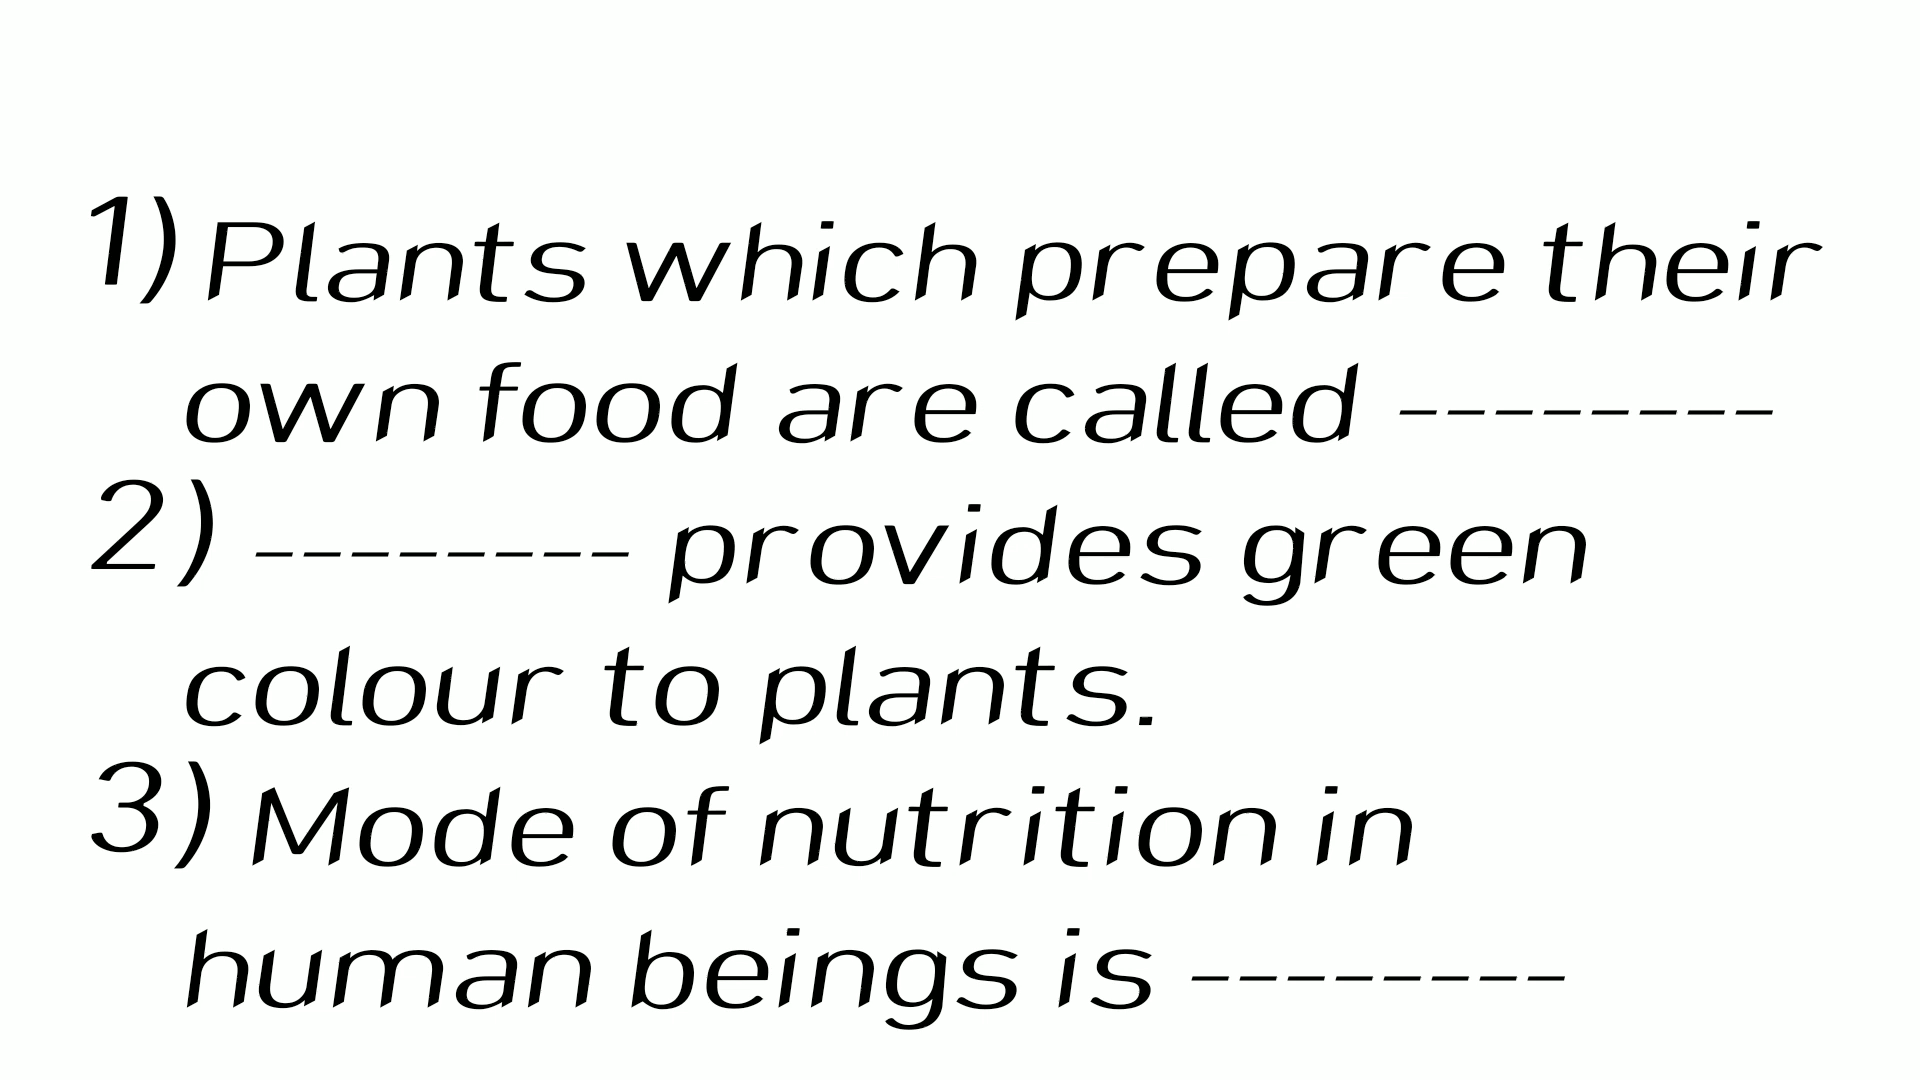 1) Plants which prepare their
own food are called --------
2) -------- provides green
colour to plants.
3) Mode of nutrition in
human beings is --------